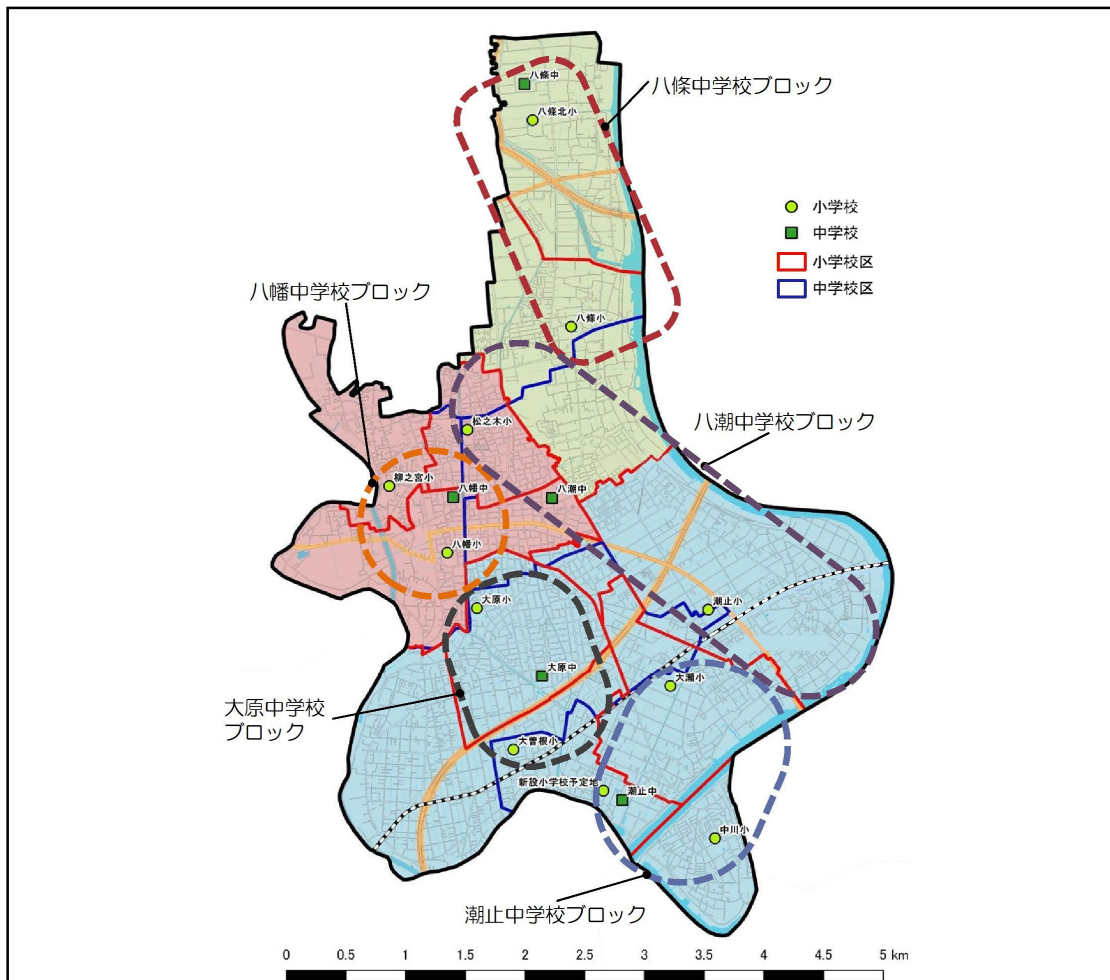 八條中
八條中学校ブロック
八條北小
小学校
中学校
小学校区
中学校区
八幡中学校ブロック
八條小
松之木小
八潮中学校ブロック
柳之宮小
八幡中
八潮中
八幡小
大原小
潮止小
大原中
大瀬小
大原中学校
ブロック
大曽根小
新設小学校予定地
潮止中
中川小
潮止中学校ブロック
0 0.5 1 1.5 2 2.5 3 3.5 4 4.5 5 km